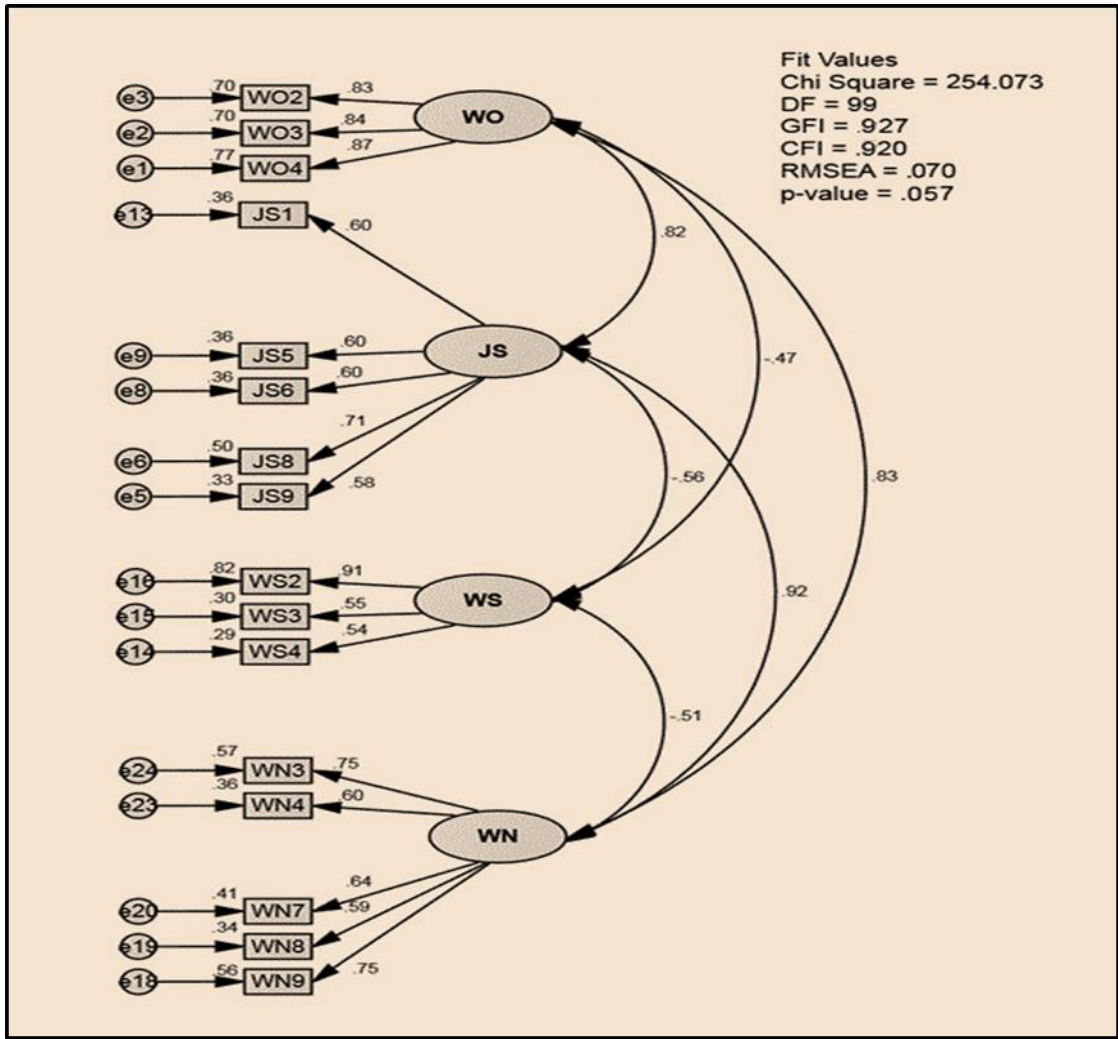 Fit Values
Chi Square = 254.073
DF = 99
GFI = .927
CFI = .920
RMSEA = .070
p-value = .057
e3 .70 WO2 .83
WO
e2 .70 WO3 .84
e1 .77 WO4 .87
e13 .36 JS1 .60
.82
JS
e9 .36 JS5 .60
-.47
e8 .36 JS6 .60
e6 .50 JS8 .71
e5 .33 JS9 .58
-.56 .83
e16 .82 WS2 .91
WS
.92
e15 .30 WS3 .55
e14 .29 WS4 .54
-.51
e24 .57 WN3 .75
e23 .36 WN4 .60
WN
e20 .41 WN7 .64
e19 .34 WN8 .59
e18 .56 WN9 .75